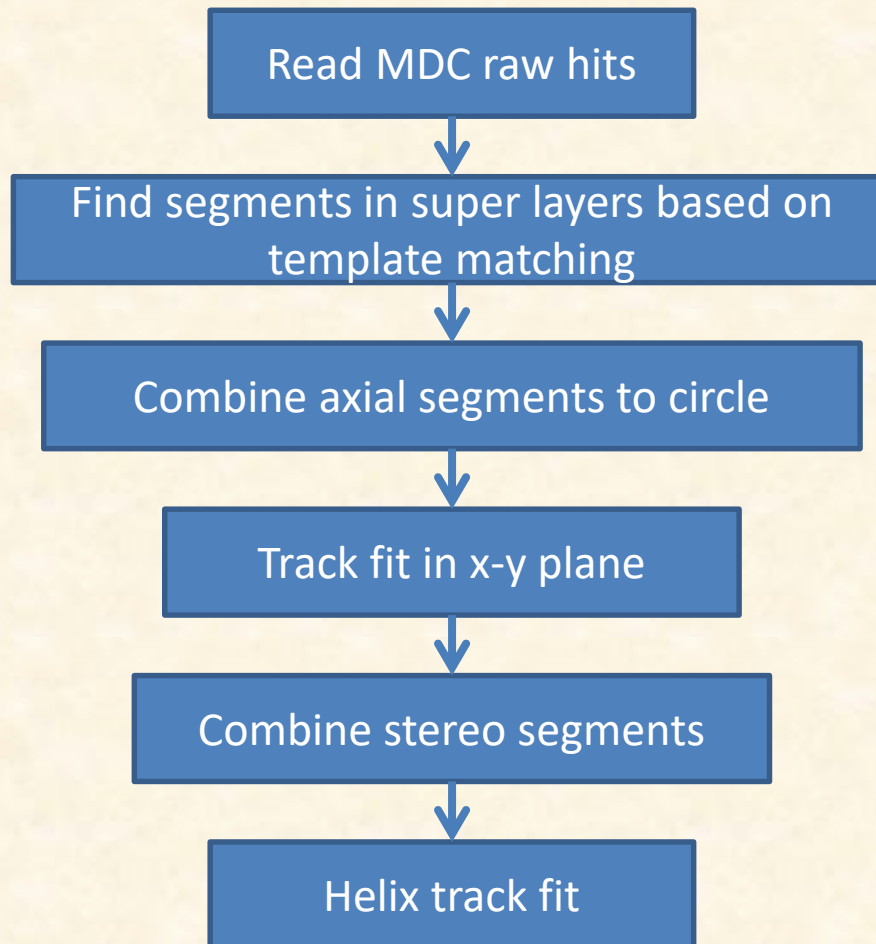 Read MDC raw hits
Find segments in super layers based on
template matching
Combine axial segments to circle
Track fit in x-y plane
Combine stereo segments
Helix track fit